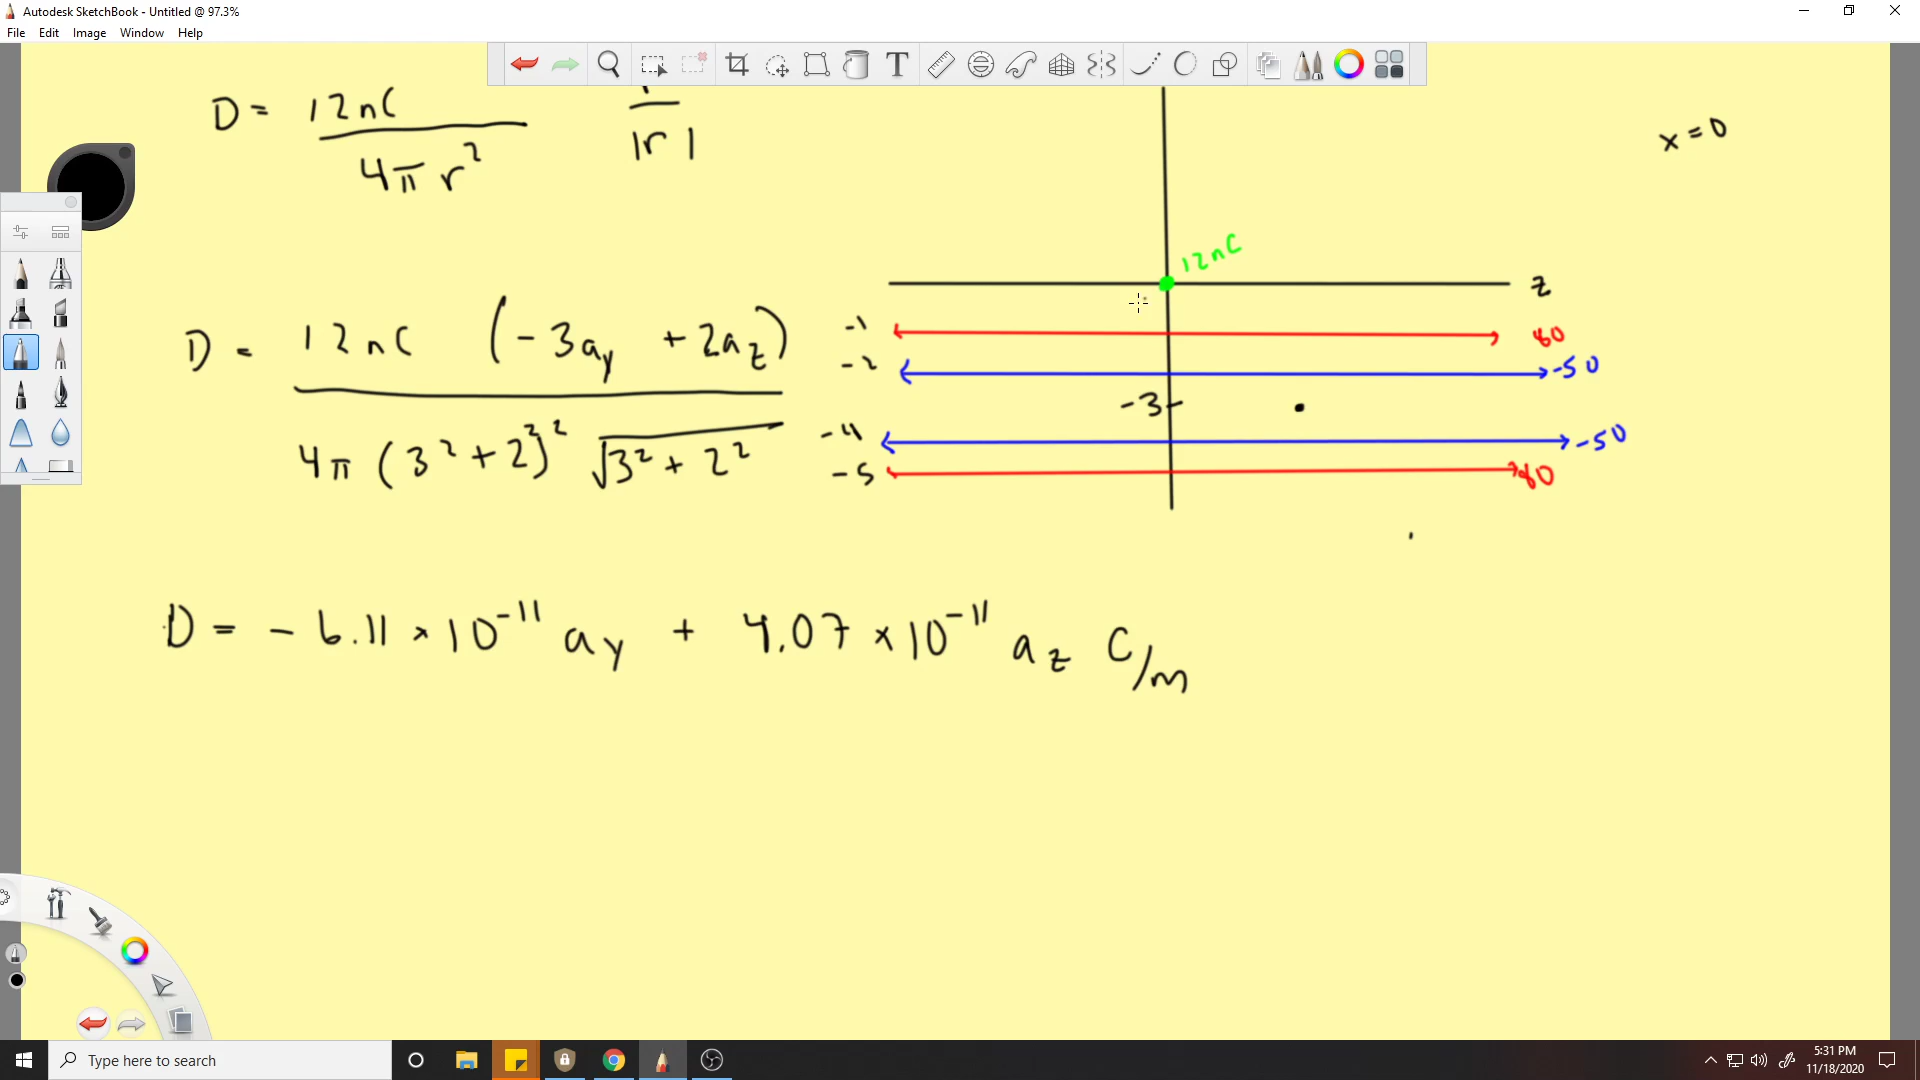 Autodesk SketchBook - Untitled @ 97.3%
File Edit Image Window Help
T
D = 12nC
4π r²
|r|
x = 0
12nC
z
-1
80
-2
-50
-3
-4
-50
-5
80
D = 12nC (-3ay + 2az)
4π (3² + 2²)² √3² + 2²
D = - 6.11 × 10⁻¹¹ ay + 4.07 × 10⁻¹¹ az C/m
Type here to search
5:31 PM
11/18/2020